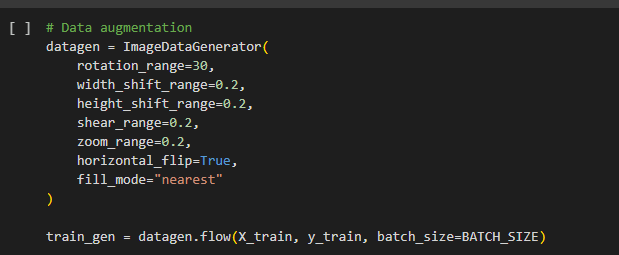 [ ] # Data augmentation
datagen = ImageDataGenerator(
    rotation_range=30,
    width_shift_range=0.2,
    height_shift_range=0.2,
    shear_range=0.2,
    zoom_range=0.2,
    horizontal_flip=True,
    fill_mode="nearest"
)
train_gen = datagen.flow(X_train, y_train, batch_size=BATCH_SIZE)